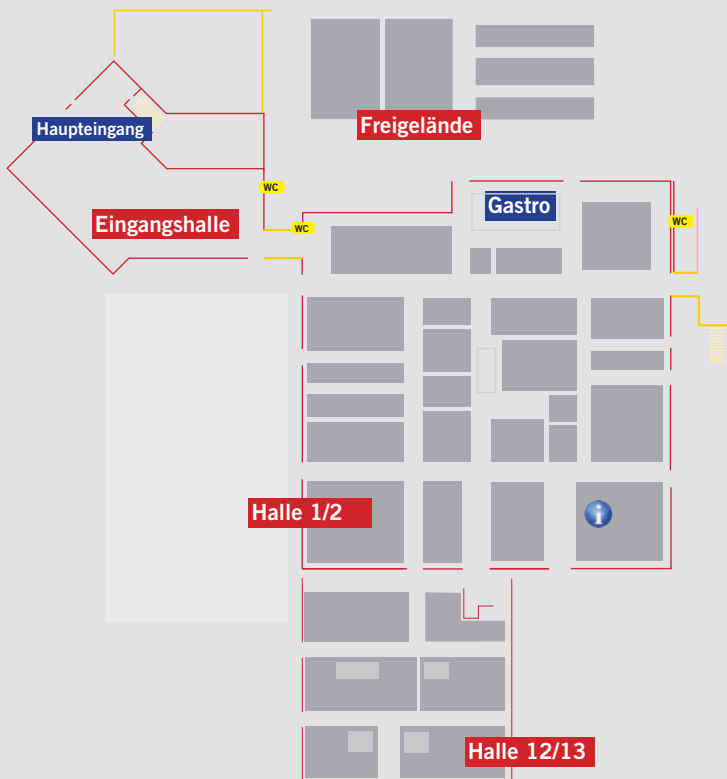 Freigelände
Haupteingang
WC
Gastro
Eingangshalle
WC
WC
Halle 1/2
i
Halle 12/13